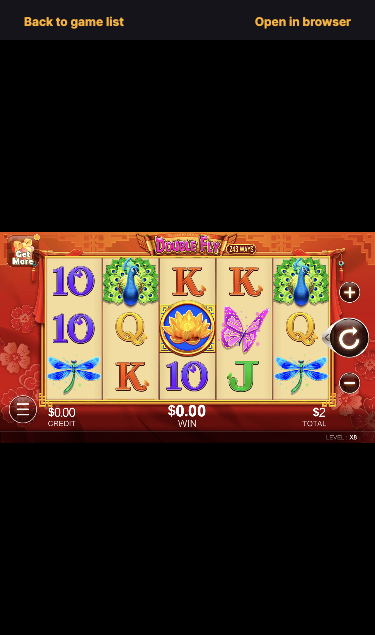 Back to game list
Open in browser
Get
More
DOUBLE FLY
243 WAYS
10 K K
10 Q Q
K 10 J
$0.00
CREDIT
$0.00
WIN
$2
TOTAL
LEVEL : X8